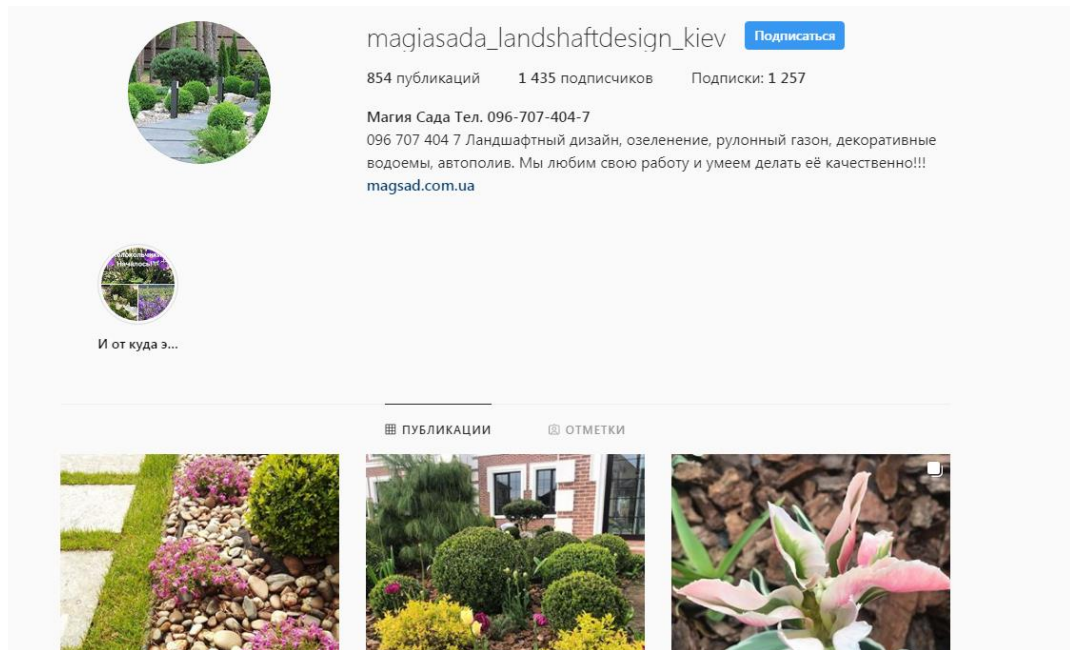 magiasada_landshaftdesign_kiev Подписаться
854 публикаций 1 435 подписчиков Подписки: 1 257
Магия Сада Тел. 096-707-404-7
096 707 404 7 Ландшафтный дизайн, озеленение, рулонный газон, декоративные
водоемы, автополив. Мы любим свою работу и умеем делать её качественно!!!
magsad.com.ua
Началось!!!
И от куда э...
ПУБЛИКАЦИИ ОТМЕТКИ